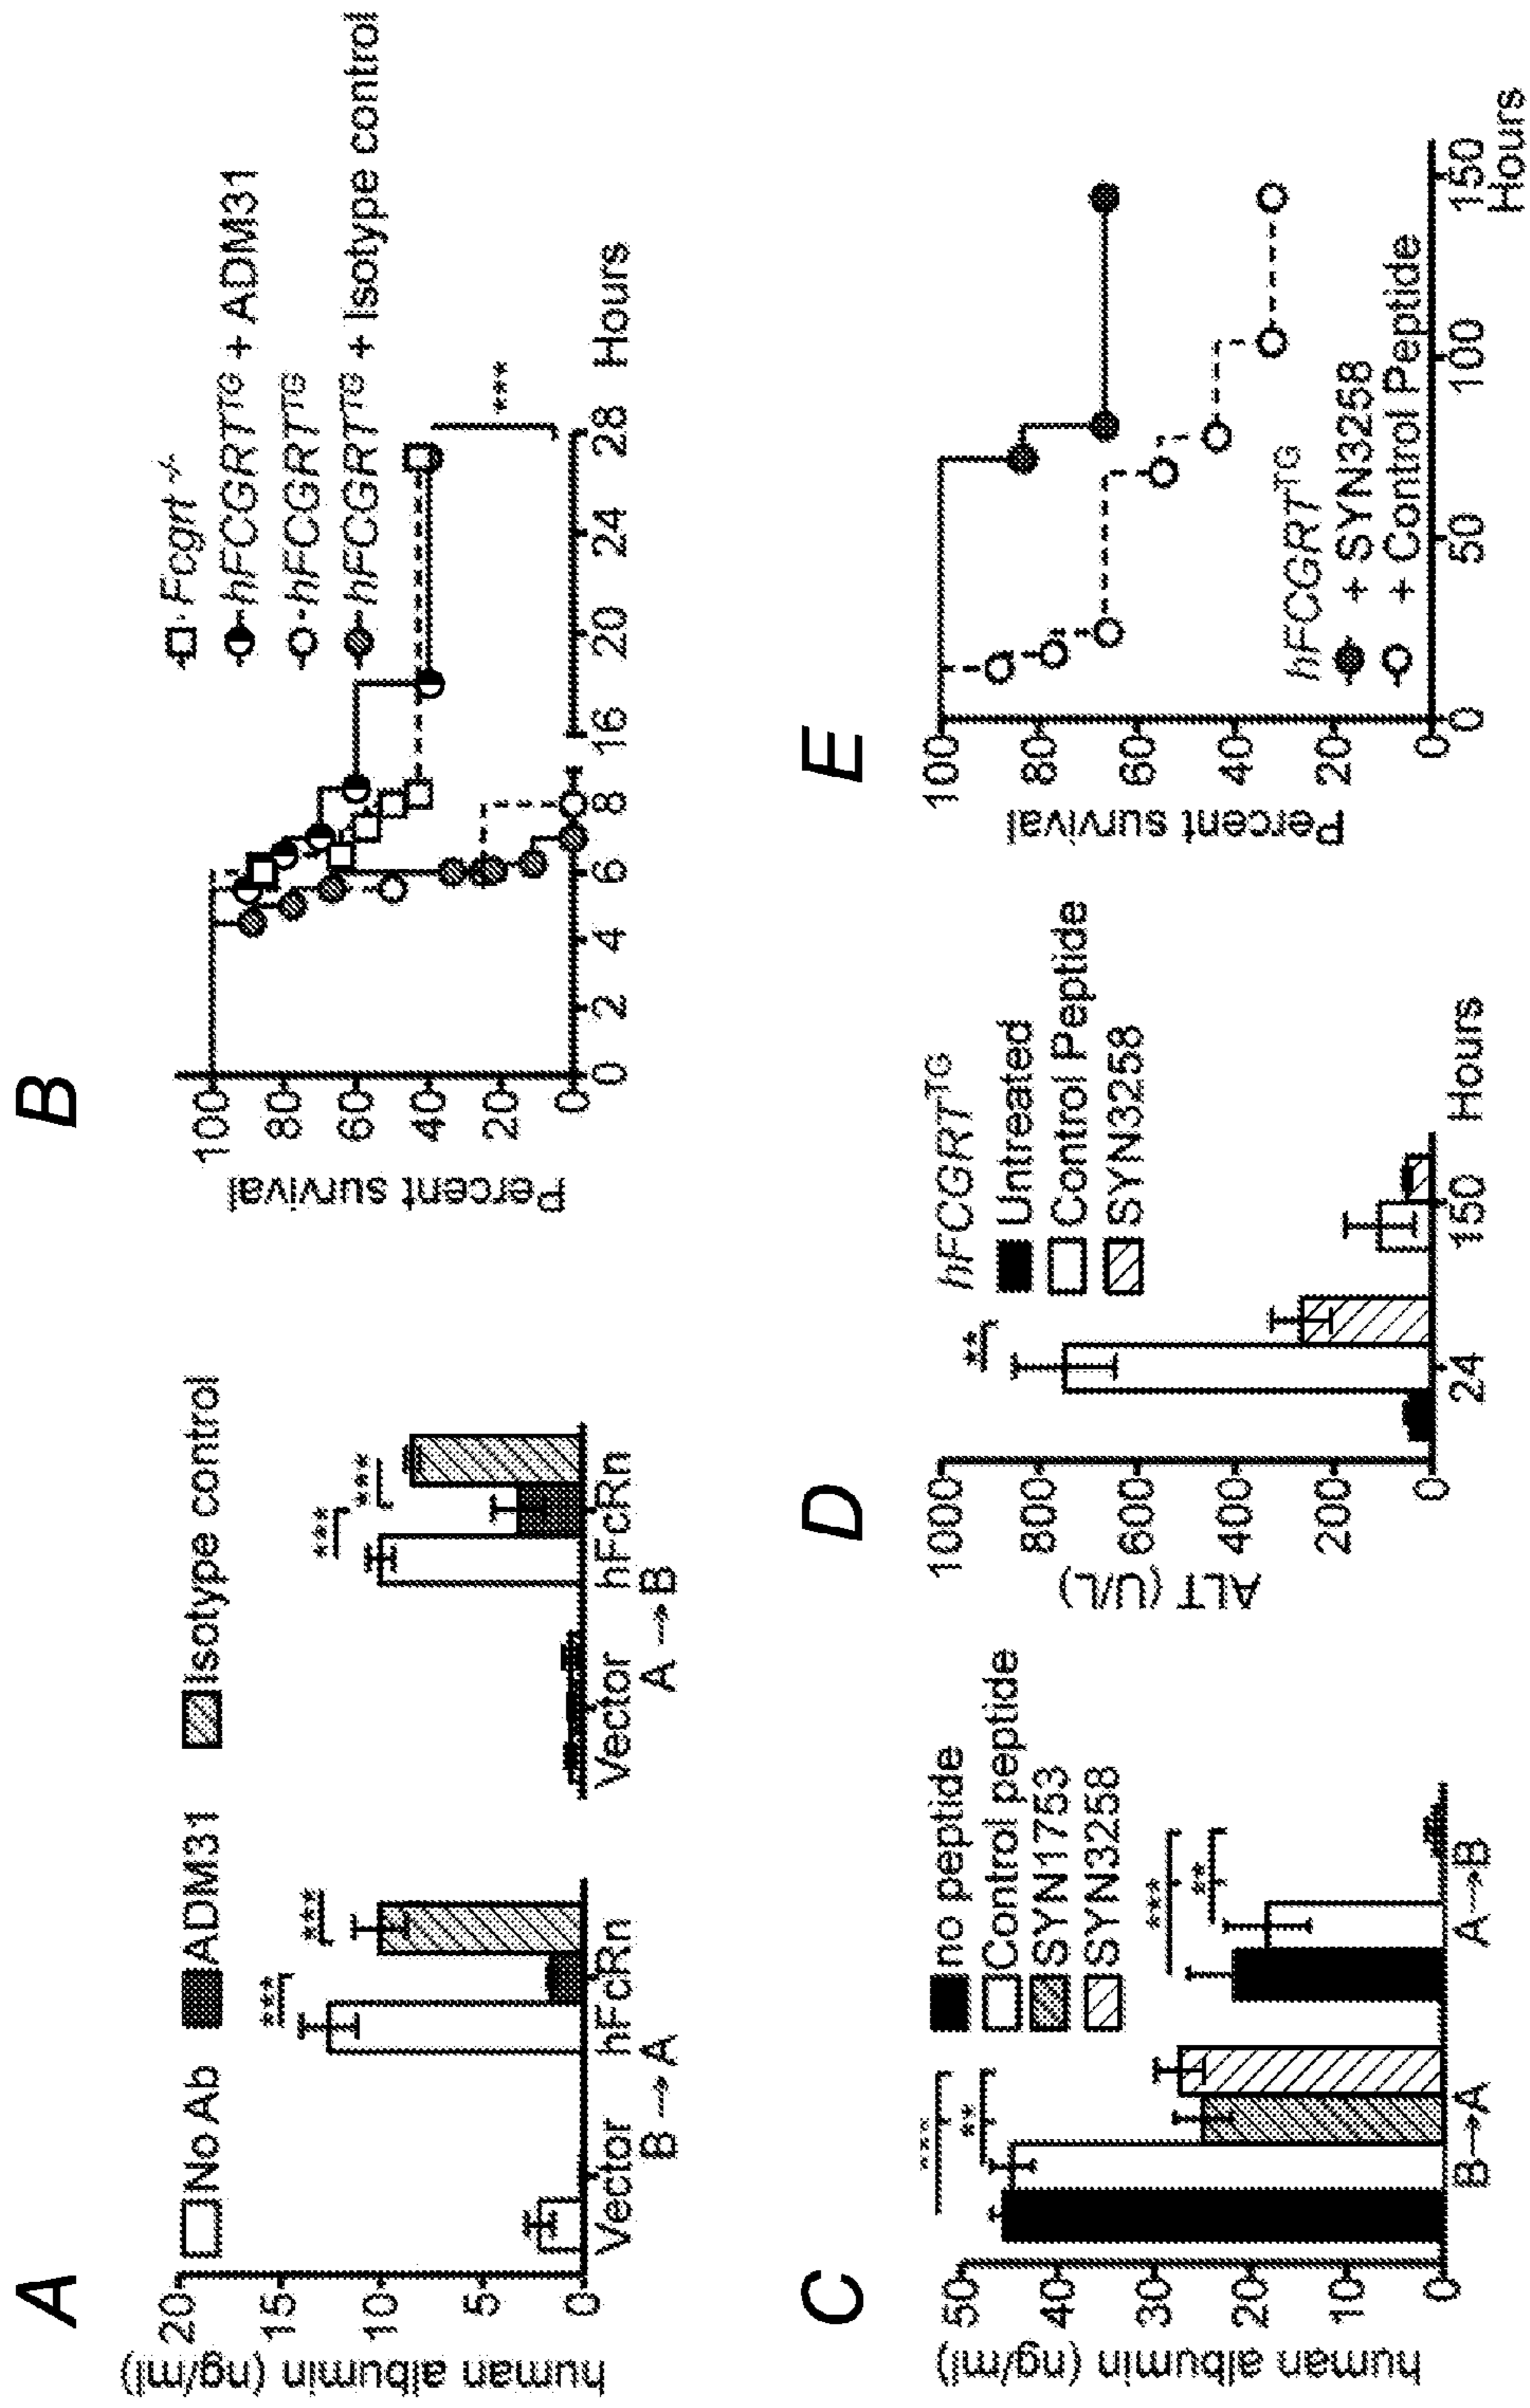 A
No Ab
ADM31
Isotype control
human albumin (ng/ml)
20
15
10
5
0
***
***
***
***
Vector
hFcRn
Vector
hFcRn
B→A
A→B
B
Fcgrt -/-
hFCGRTTG + ADM31
hFCGRTTG
hFCGRTTG + Isotype control
Percent survival
100
80
60
40
20
0
***
0 2 4 6 8 16 20 24 28 Hours
C
no peptide
Control peptide
SYN1753
SYN3258
human albumin (ng/ml)
50
40
30
20
10
0
***
**
***
**
B→A
A→B
D
hFCGRTTG
Untreated
Control Peptide
SYN3258
ALT (U/L)
1000
800
600
400
200
0
**
24
150
Hours
E
Percent survival
100
80
60
40
20
0
hFCGRTTG
+ SYN3258
+ Control Peptide
0 50 100 150
Hours